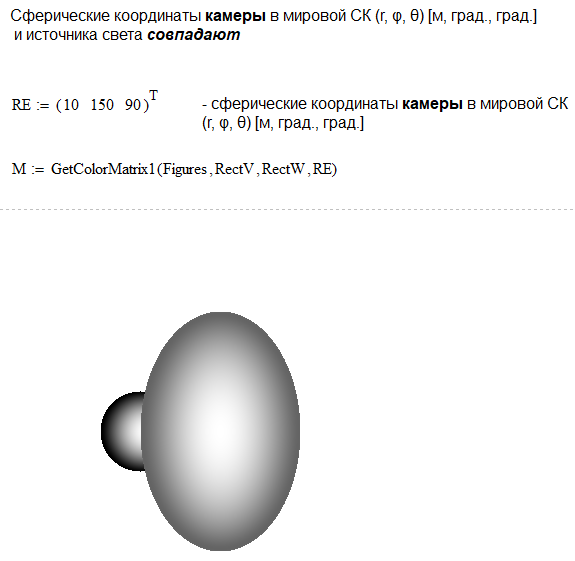 Сферические координаты камеры в мировой СК (r, φ, θ) [м, град., град.]
и источника света совпадают
RE := (10 150 90)^T - сферические координаты камеры в мировой СК
(r, φ, θ) [м, град., град.]
M := GetColorMatrix1(Figures,RectV,RectW,RE)